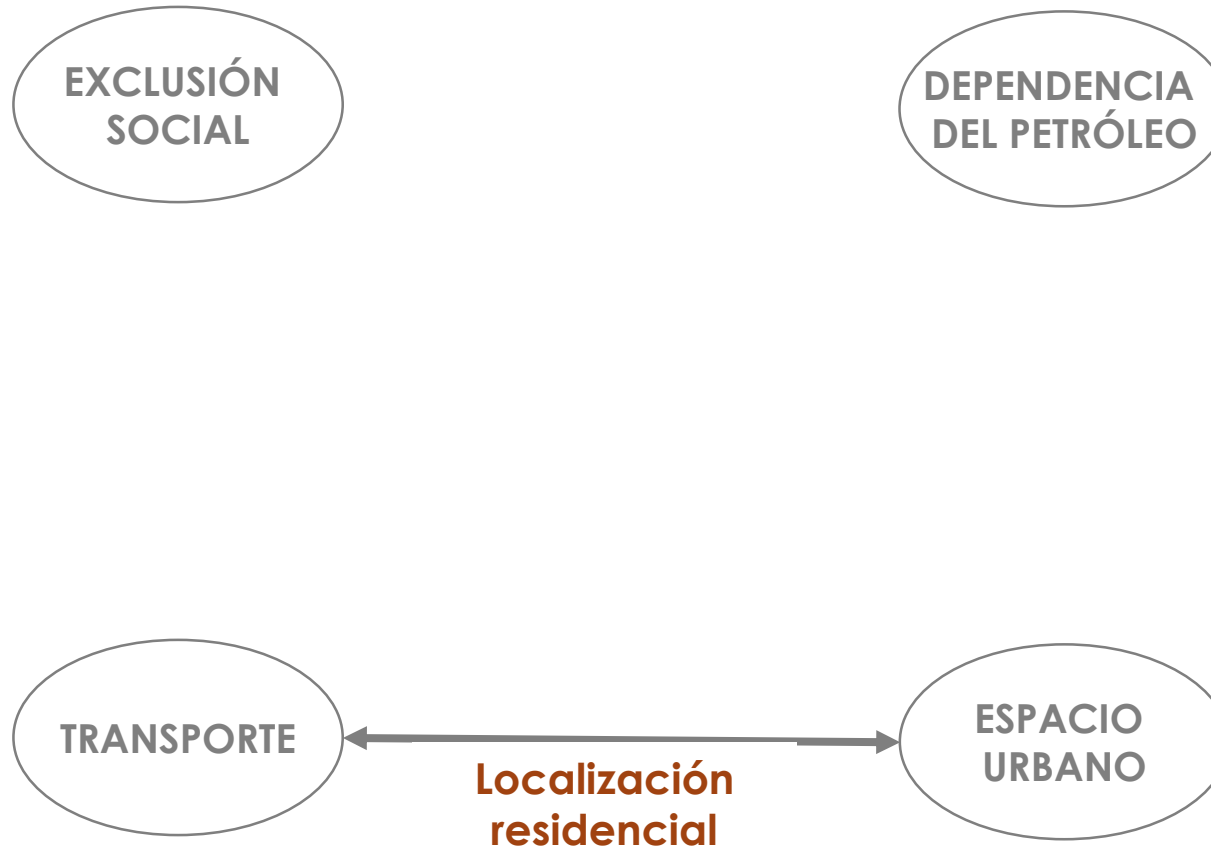 EXCLUSIÓN
SOCIAL
DEPENDENCIA
DEL PETRÓLEO
TRANSPORTE
ESPACIO
URBANO
Localización
residencial